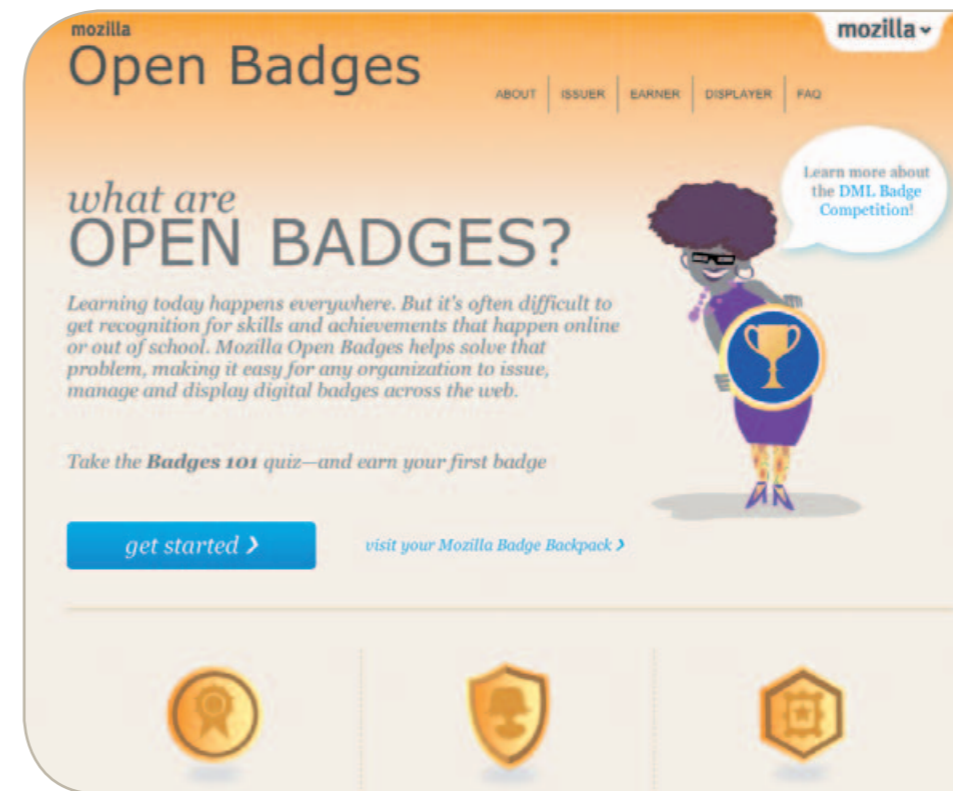 mozilla
Open Badges
mozilla
ABOUT ISSUER EARNER DISPLAYER FAQ
Learn more about
the DML Badge
Competition!
what are
OPEN BADGES?
Learning today happens everywhere. But it's often difficult to
get recognition for skills and achievements that happen online
or out of school. Mozilla Open Badges helps solve that
problem, making it easy for any organization to issue,
manage and display digital badges across the web.
Take the Badges 101 quiz—and earn your first badge
get started ❯
visit your Mozilla Badge Backpack ❯